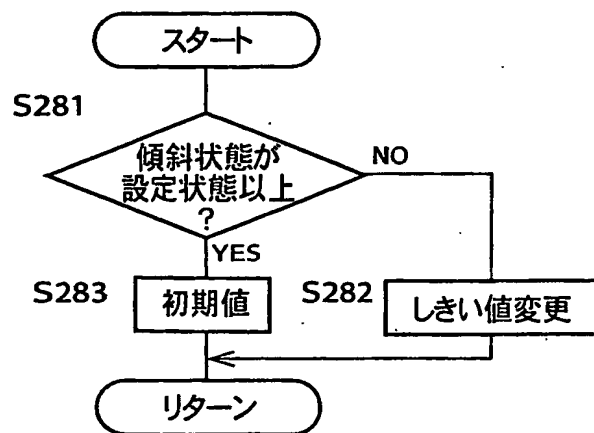 スタート
S281
傾斜状態が
設定状態以上
?
NO
YES
S283
初期値
S282
しきい値変更
リターン